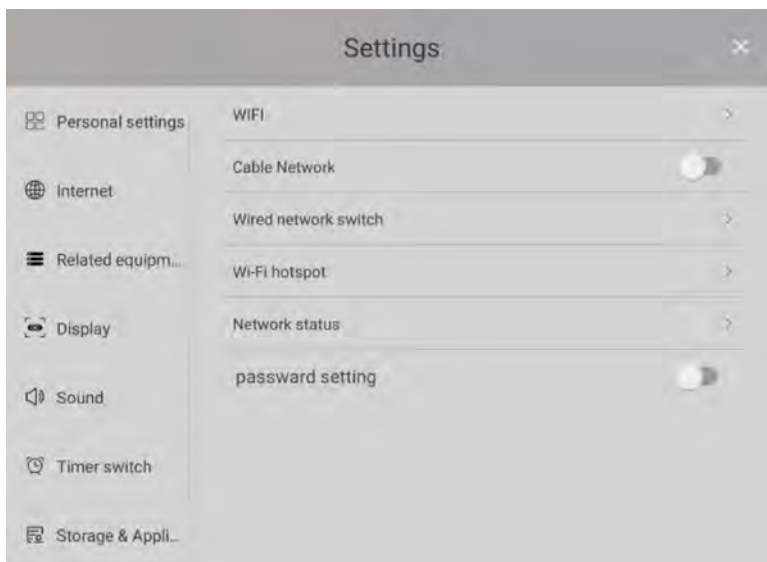 Settings
Personal settings
Internet
Related equipm...
Display
Sound
Timer switch
Storage & Appli...
WIFI
Cable Network
Wired network switch
Wi-Fi hotspot
Network status
passward setting